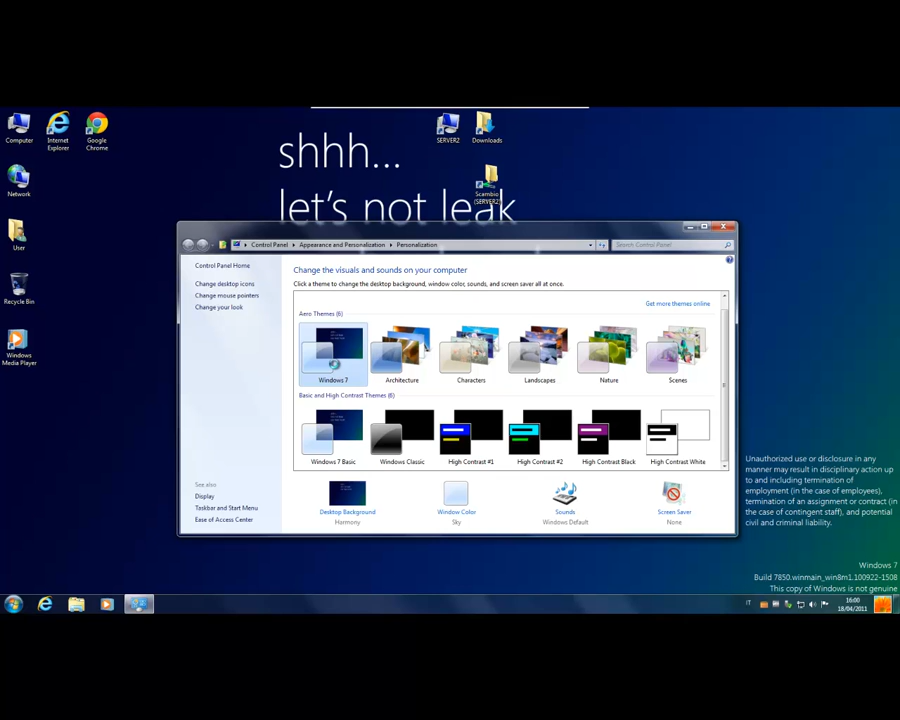 shhh...
let's not leak
Computer
Internet
Explorer
Google
Chrome
SERVER2
Downloads
Network
Scambio
(SERVER2)
User
Recycle Bin
Windows
Media Player
Control Panel
Appearance and Personalization
Personalization
Search Control Panel
Control Panel Home
Change desktop icons
Change mouse pointers
Change your look
Change the visuals and sounds on your computer
Click a theme to change the desktop background, window color, sounds, and screen saver all at once.
Get more themes online
Aero Themes (6)
Windows 7
Architecture
Characters
Landscapes
Nature
Scenes
Basic and High Contrast Themes (6)
Windows 7 Basic
Windows Classic
High Contrast #1
High Contrast #2
High Contrast Black
High Contrast White
See also
Display
Taskbar and Start Menu
Ease of Access Center
Desktop Background
Harmony
Window Color
Sky
Sounds
Windows Default
Screen Saver
None
Unauthorized use or disclosure in any
manner may result in disciplinary action up
to and including termination of
employment (in the case of employees),
termination of an assignment or contract (in
the case of contingent staff), and potential
civil and criminal liability.
Windows 7
Build 7850.winmain_win8m1.100922-1508
This copy of Windows is not genuine
IT
16:00
18/04/2011